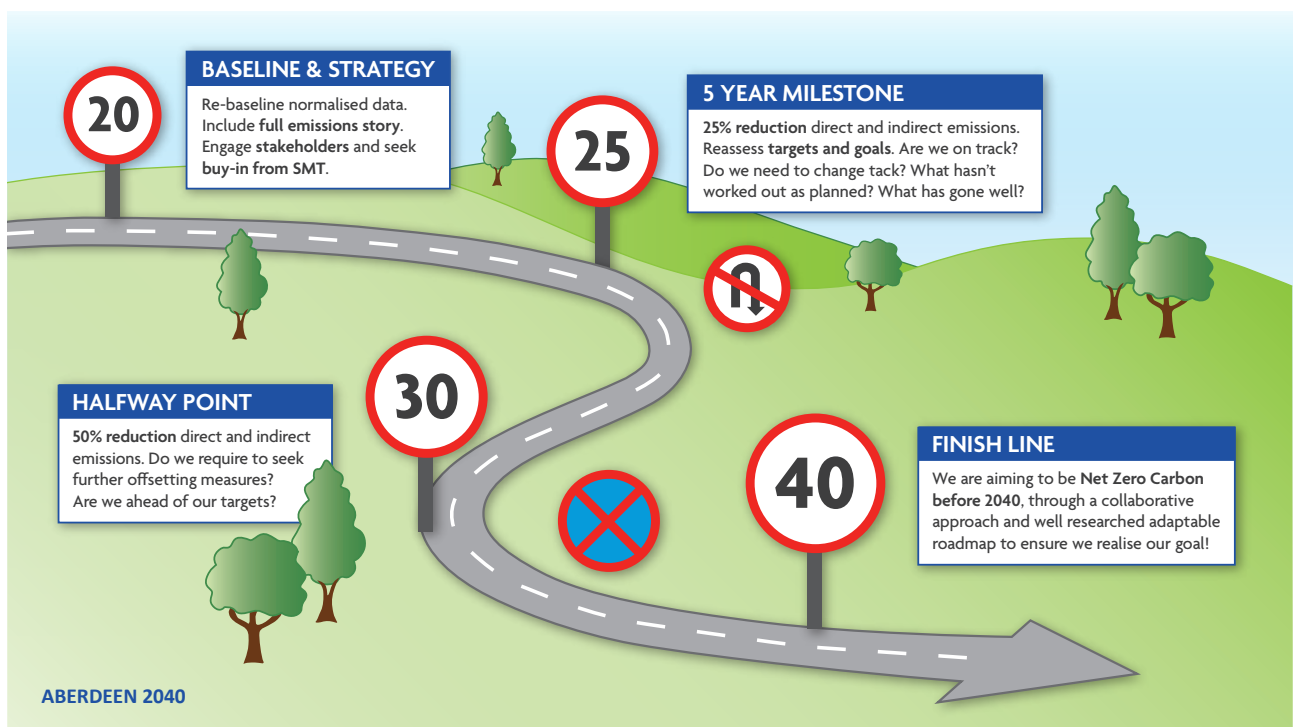 20
BASELINE & STRATEGY
Re-baseline normalised data.
Include full emissions story.
Engage stakeholders and seek
buy-in from SMT.
25
5 YEAR MILESTONE
25% reduction direct and indirect emissions.
Reassess targets and goals. Are we on track?
Do we need to change tack? What hasn't
worked out as planned? What has gone well?
30
HALFWAY POINT
50% reduction direct and indirect
emissions. Do we require to seek
further offsetting measures?
Are we ahead of our targets?
40
FINISH LINE
We are aiming to be Net Zero Carbon
before 2040, through a collaborative
approach and well researched adaptable
roadmap to ensure we realise our goal!
ABERDEEN 2040